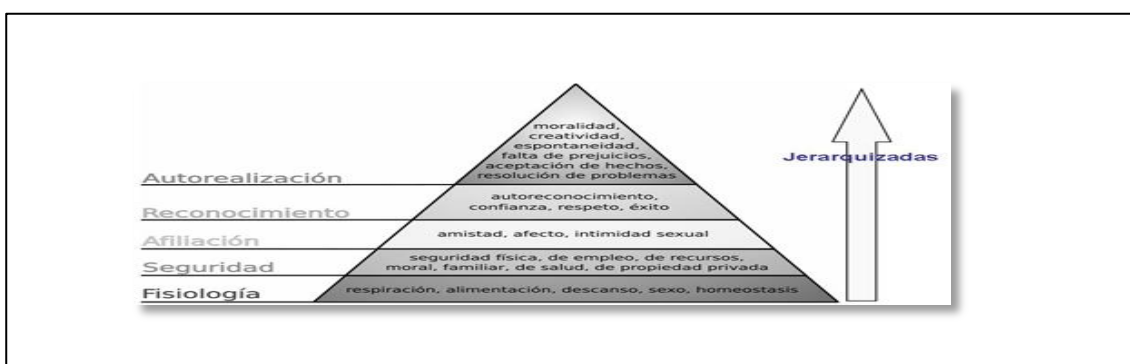 moralidad,
creatividad,
espontaneidad,
falta de prejuicios,
aceptación de hechos,
resolución de problemas
Autorealización
autoreconocimiento,
confianza, respeto, éxito
Reconocimiento
amistad, afecto, intimidad sexual
Afiliación
seguridad física, de empleo, de recursos,
moral, familiar, de salud, de propiedad privada
Seguridad
respiración, alimentación, descanso, sexo, homeostasis
Fisiología
Jerarquizadas